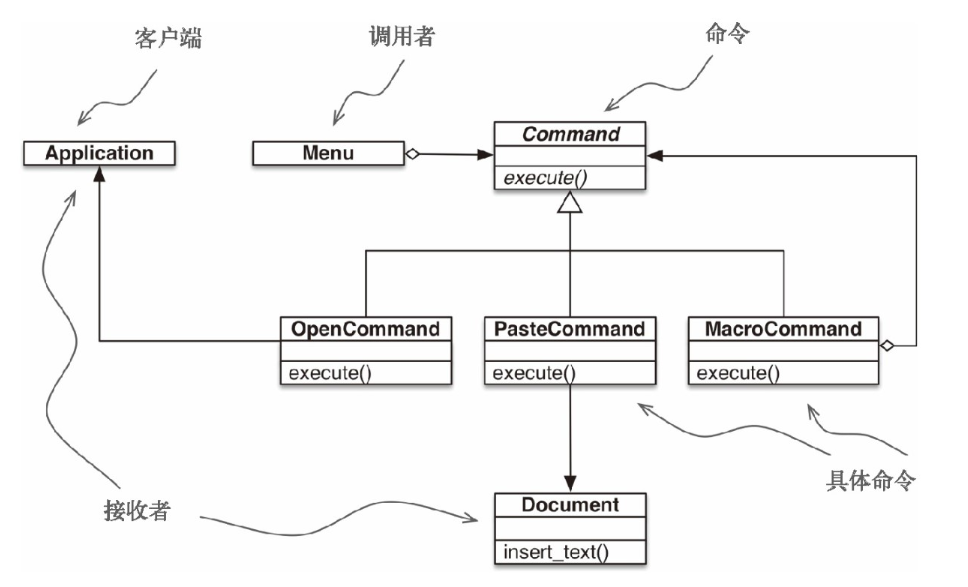 客户端
调用者
命令
Application
Menu
Command
execute()
OpenCommand
execute()
PasteCommand
execute()
MacroCommand
execute()
具体命令
接收者
Document
insert_text()